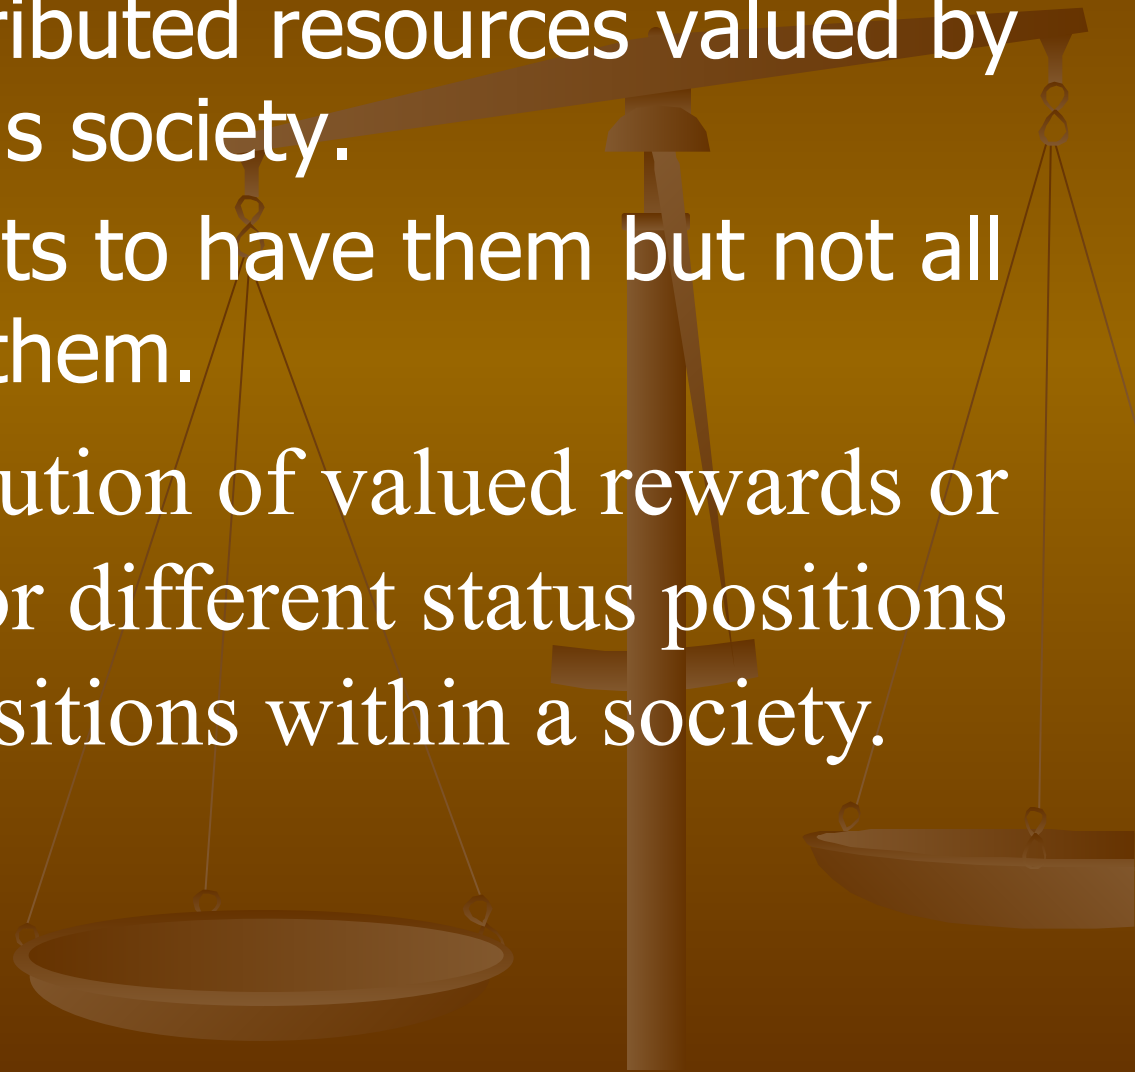 ributed resources valued by
s society.
ts to have them but not all
them.
ution of valued rewards or
or different status positions
sitions within a society.